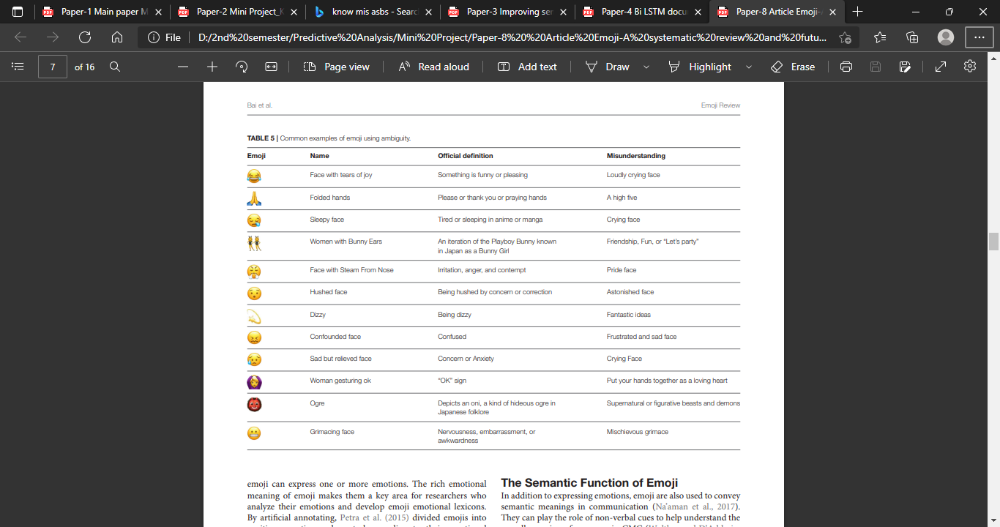 Paper-1 Main paper M
Paper-2 Mini Project_K
know mis asbs - Searc
Paper-3 Improving se
Paper-4 Bi LSTM docu
Paper-8 Article Emoji-
File
D:/2nd%20semester/Predictive%20Analysis/Mini%20Project/Paper-8%20%20Article%20Emoji-A%20systematic%20review%20and%20futu...
7 of 16
Page view
Read aloud
Add text
Draw
Highlight
Erase
Bai et al.
Emoji Review
TABLE 5 | Common examples of emoji using ambiguity.
Emoji Name Official definition Misunderstanding
Face with tears of joy Something is funny or pleasing Loudly crying face
Folded hands Please or thank you or praying hands A high five
Sleepy face Tired or sleeping in anime or manga Crying face
Women with Bunny Ears An iteration of the Playboy Bunny known Friendship, Fun, or “Let’s party”
in Japan as a Bunny Girl
Face with Steam From Nose Irritation, anger, and contempt Pride face
Hushed face Being hushed by concern or correction Astonished face
Dizzy Being dizzy Fantastic ideas
Confounded face Confused Frustrated and sad face
Sad but relieved face Concern or Anxiety Crying Face
Woman gesturing ok “OK” sign Put your hands together as a loving heart
Ogre Depicts an oni, a kind of hideous ogre in Supernatural or figurative beasts and demons
Japanese folklore
Grimacing face Nervousness, embarrassment, or Mischievous grimace
awkwardness
emoji can express one or more emotions. The rich emotional
meaning of emoji makes them a key area for researchers who
analyze their emotions and develop emoji emotional lexicons.
By artificial annotating, Petra et al. (2015) divided emojis into
The Semantic Function of Emoji
In addition to expressing emotions, emoji are also used to convey
semantic meanings in communication (Na’aman et al., 2017).
They can play the role of non-verbal cues to help understand the